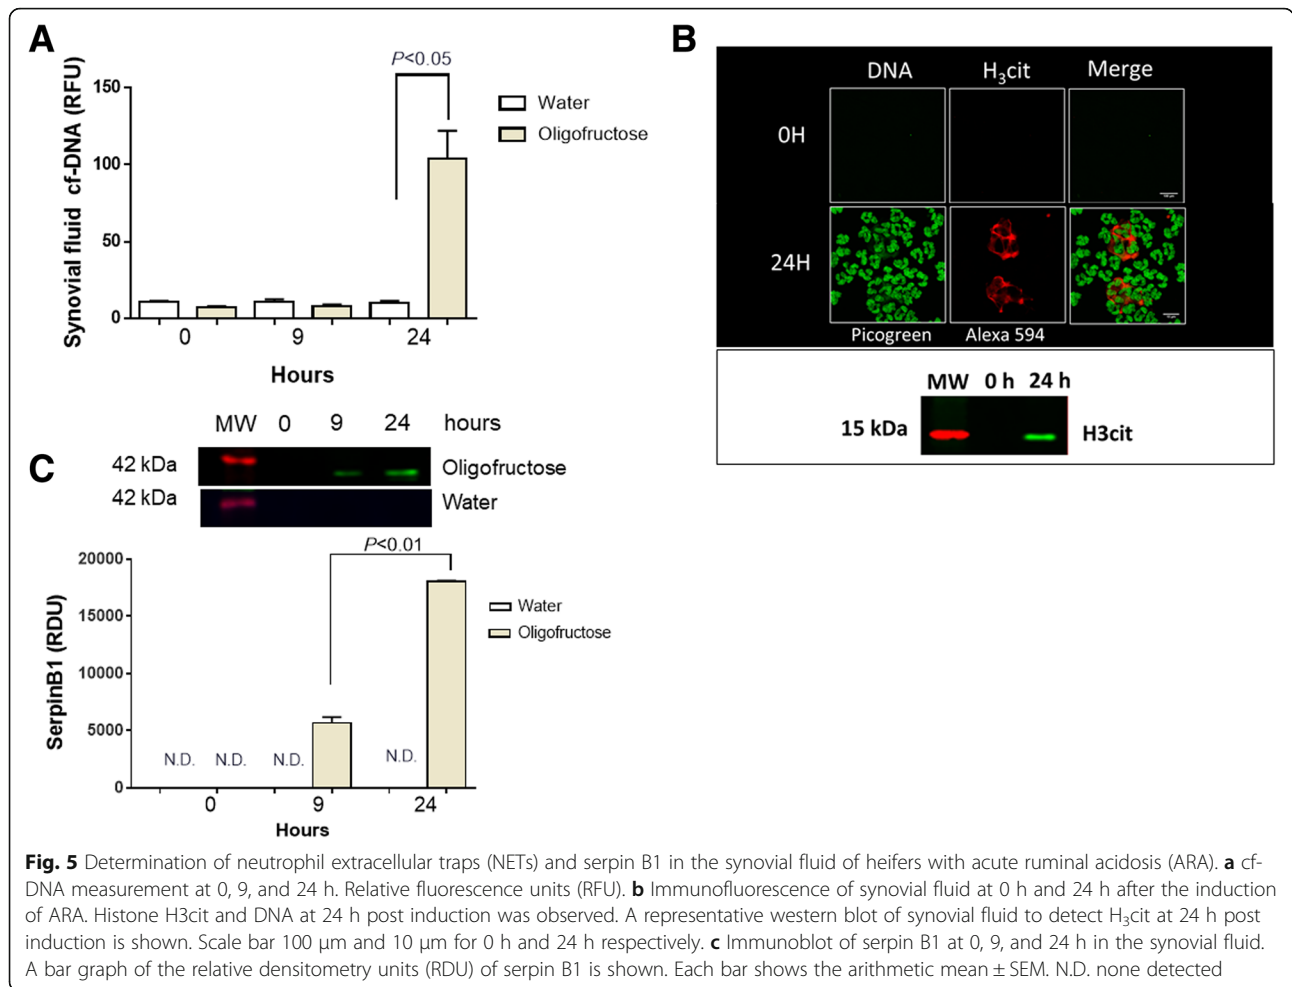 A
P<0.05
Synovial fluid cf-DNA (RFU)
150
100
50
0
Water
Oligofructose
0 9 24
Hours
B
DNA H₃cit Merge
0H
24H
Picogreen Alexa 594
MW 0 h 24 h
15 kDa H3cit
C
MW 0 9 24 hours
42 kDa Oligofructose
42 kDa Water
P<0.01
SerpinB1 (RDU)
20000
15000
10000
5000
0
Water
Oligofructose
N.D. N.D. N.D. N.D.
0 9 24
Hours
Fig. 5 Determination of neutrophil extracellular traps (NETs) and serpin B1 in the synovial fluid of heifers with acute ruminal acidosis (ARA). a cf-
DNA measurement at 0, 9, and 24 h. Relative fluorescence units (RFU). b Immunofluorescence of synovial fluid at 0 h and 24 h after the induction
of ARA. Histone H3cit and DNA at 24 h post induction was observed. A representative western blot of synovial fluid to detect H₃cit at 24 h post
induction is shown. Scale bar 100 μm and 10 μm for 0 h and 24 h respectively. c Immunoblot of serpin B1 at 0, 9, and 24 h in the synovial fluid.
A bar graph of the relative densitometry units (RDU) of serpin B1 is shown. Each bar shows the arithmetic mean ± SEM. N.D. none detected